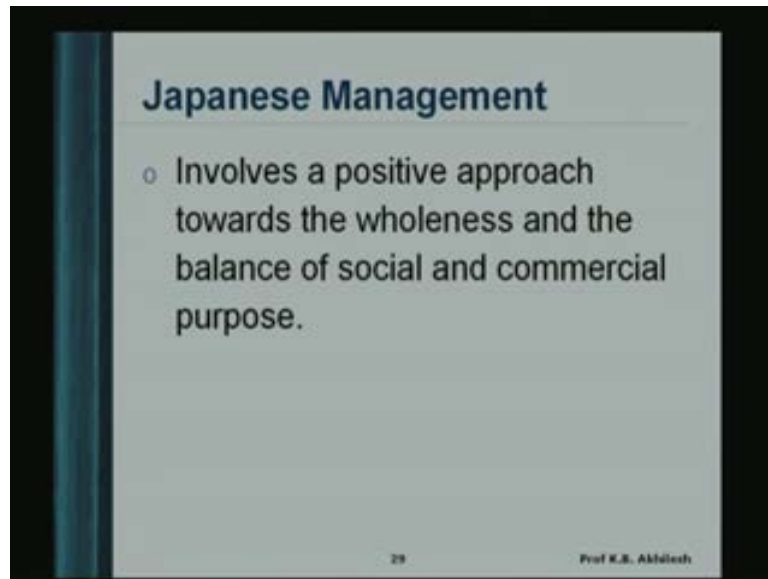 Japanese Management
o Involves a positive approach
towards the wholeness and the
balance of social and commercial
purpose.
29
Prof K.B. Akhilesh